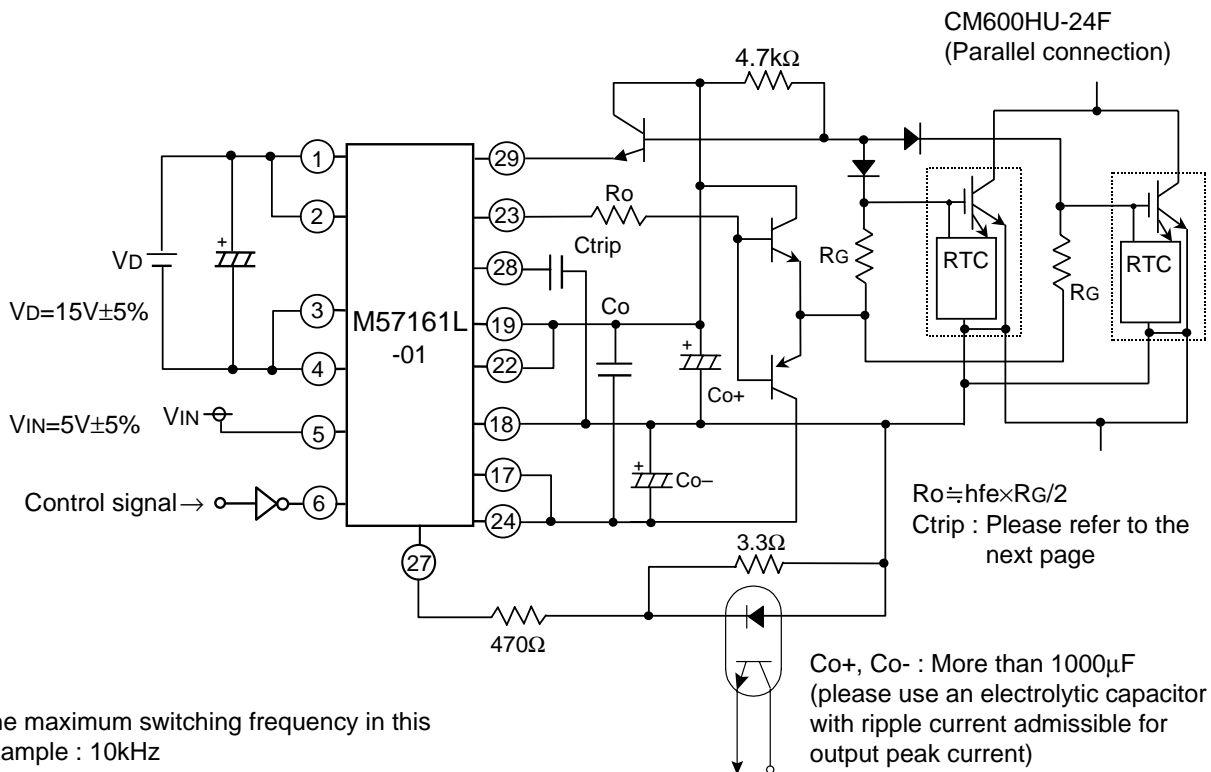 CM600HU-24F
(Parallel connection)
4.7kΩ
1
29
Ro
2
23
Ctrip
28
VD
RG
RTC
RTC
RG
VD=15V±5%
3
M57161L
-01
19
Co
4
22
Co+
VIN=5V±5%
VIN
5
18
17
Co–
Control signal→
6
24
Ro≒hfe×RG/2
Ctrip : Please refer to the
next page
27
3.3Ω
470Ω
Co+, Co- : More than 1000µF
(please use an electrolytic capacitor
with ripple current admissible for
output peak current)
ne maximum switching frequency in this
ample : 10kHz